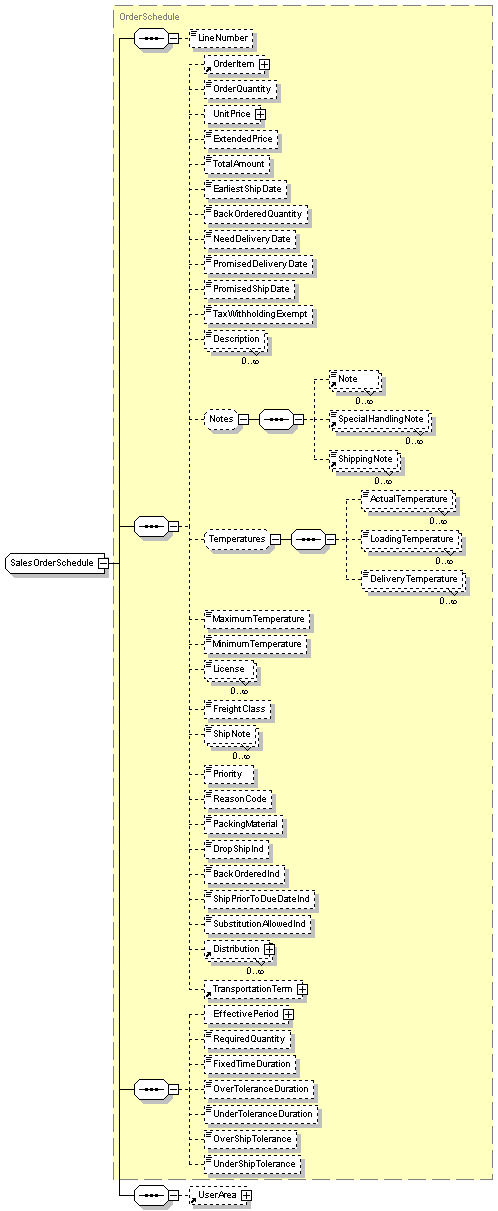 OrderSchedule
LineNumber
OrderItem
OrderQuantity
UnitPrice
ExtendedPrice
TotalAmount
EarliestShipDate
BackOrderedQuantity
NeedDeliveryDate
PromisedDeliveryDate
PromisedShipDate
TaxWithholdingExempt
Description
0..∞
Note
0..∞
Notes
SpecialHandlingNote
0..∞
ShippingNote
0..∞
ActualTemperature
0..∞
Temperatures
LoadingTemperature
0..∞
SalesOrderSchedule
DeliveryTemperature
0..∞
MaximumTemperature
MinimumTemperature
License
0..∞
FreightClass
ShipNote
0..∞
Priority
ReasonCode
PackingMaterial
DropShipInd
BackOrderedInd
ShipPriorToDueDateInd
SubstitutionAllowedInd
Distribution
0..∞
TransportationTerm
EffectivePeriod
RequiredQuantity
FixedTimeDuration
OverToleranceDuration
UnderToleranceDuration
OverShipTolerance
UnderShipTolerance
UserArea